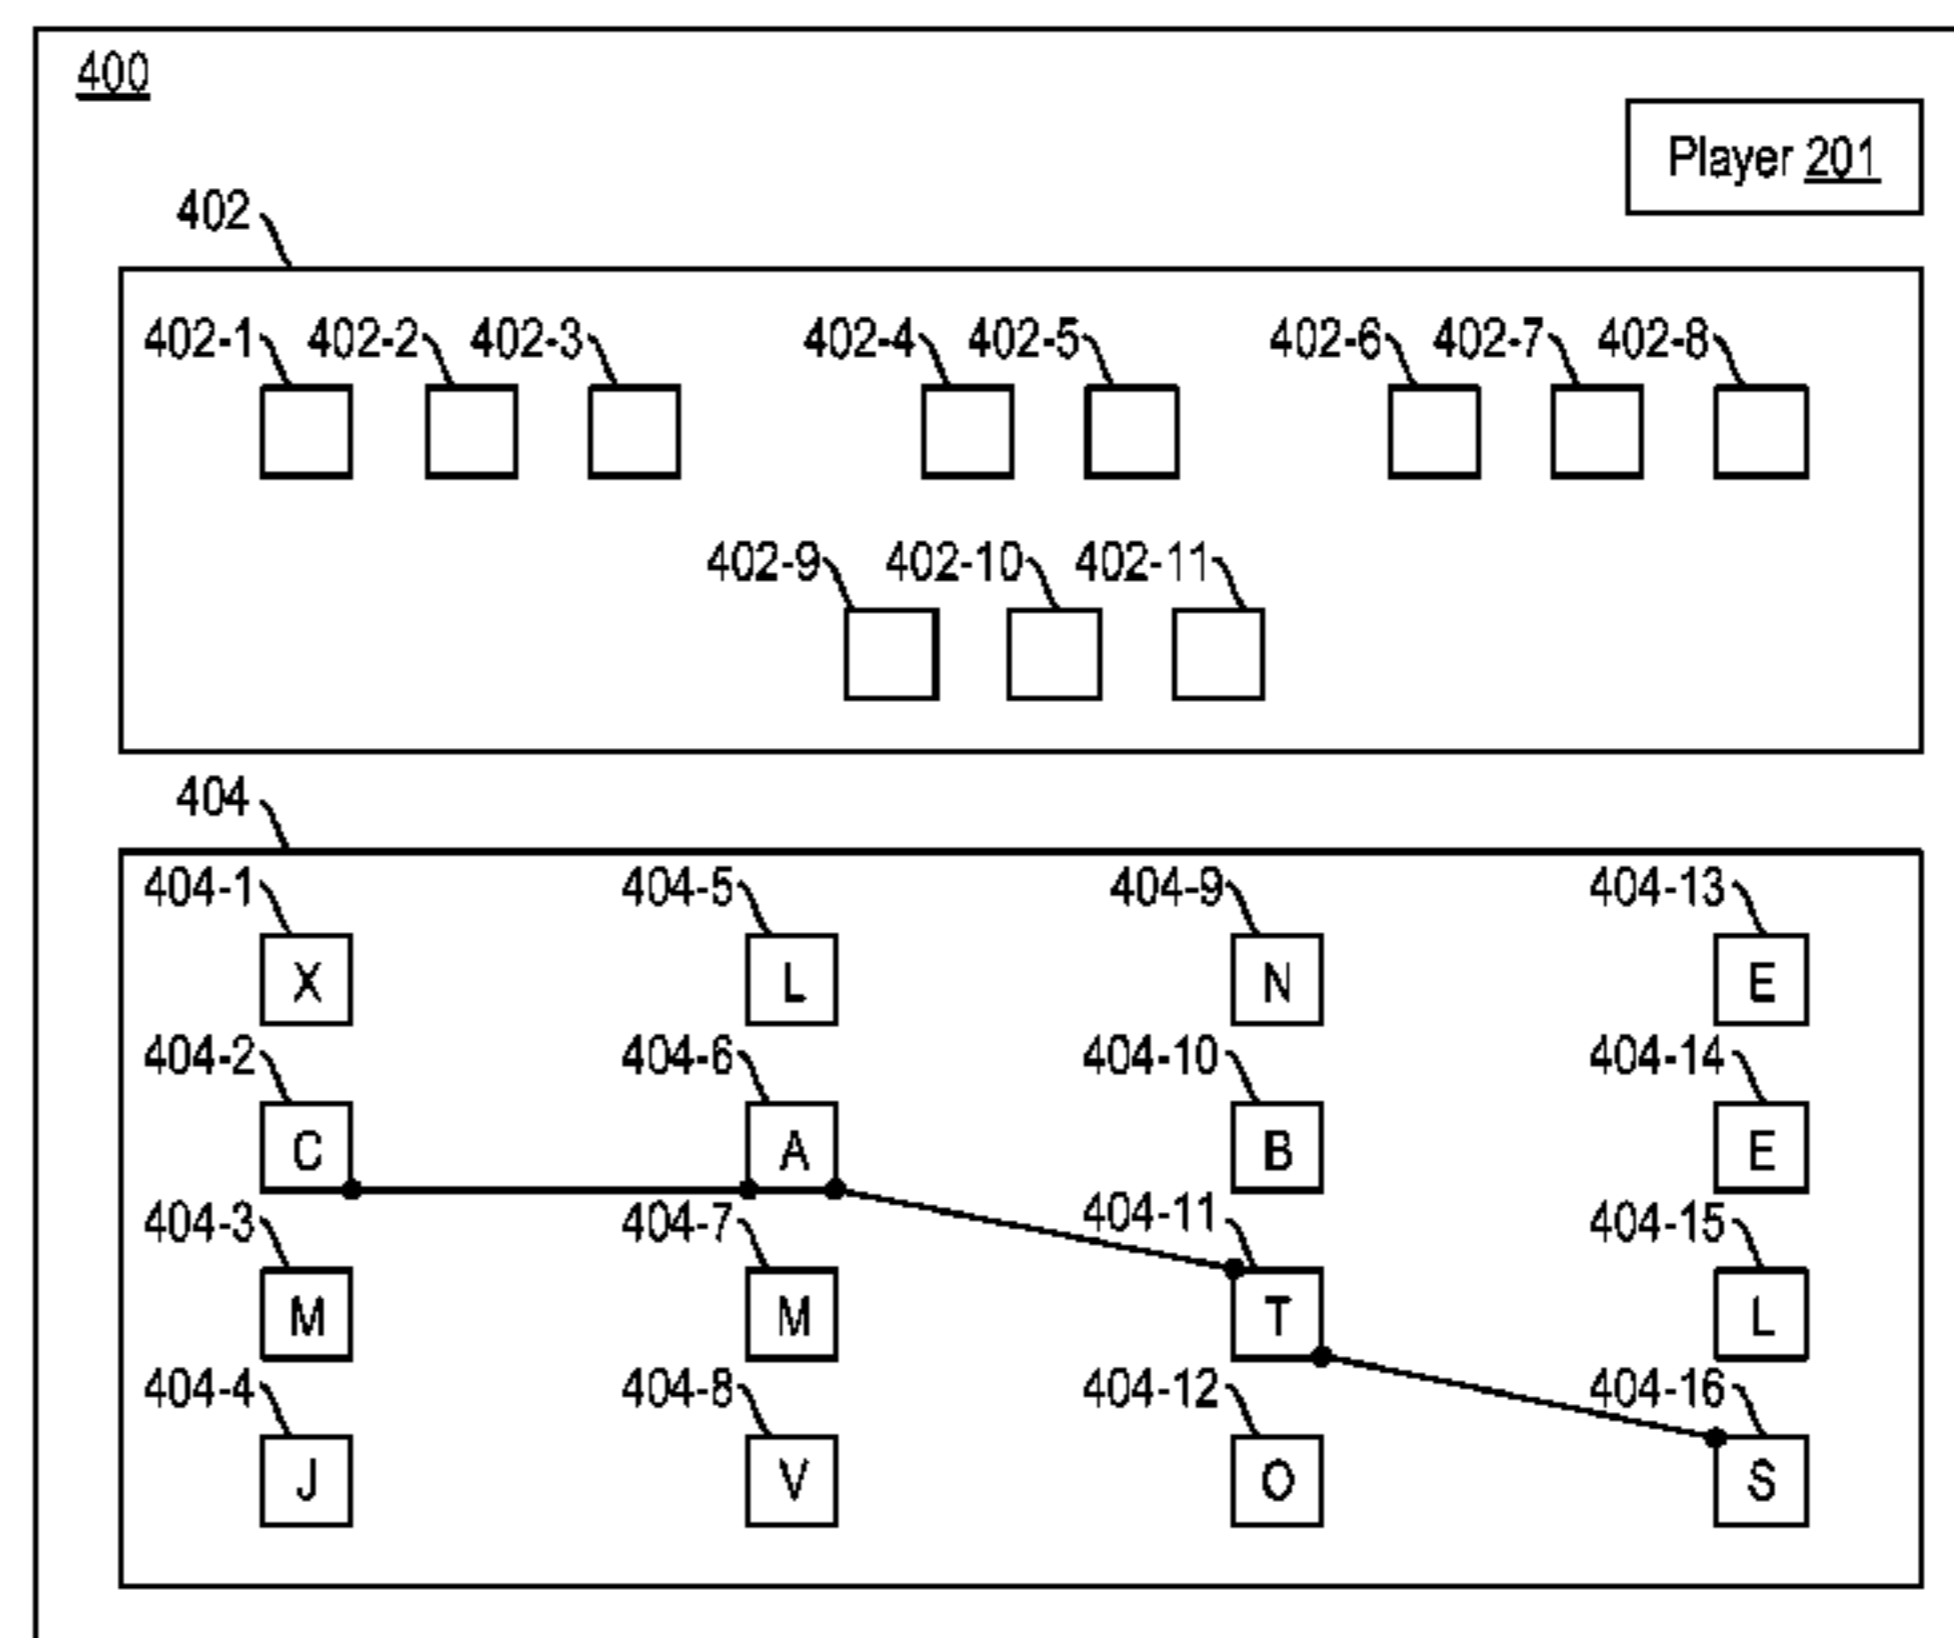 400
Player 201
402
402-1 402-2 402-3 402-4 402-5 402-6 402-7 402-8
402-9 402-10 402-11
404
404-1 404-5 404-9 404-13
X L N E
404-2 404-6 404-10 404-14
C A B E
404-3 404-7 404-11 404-15
M M T L
404-4 404-8 404-12 404-16
J V O S